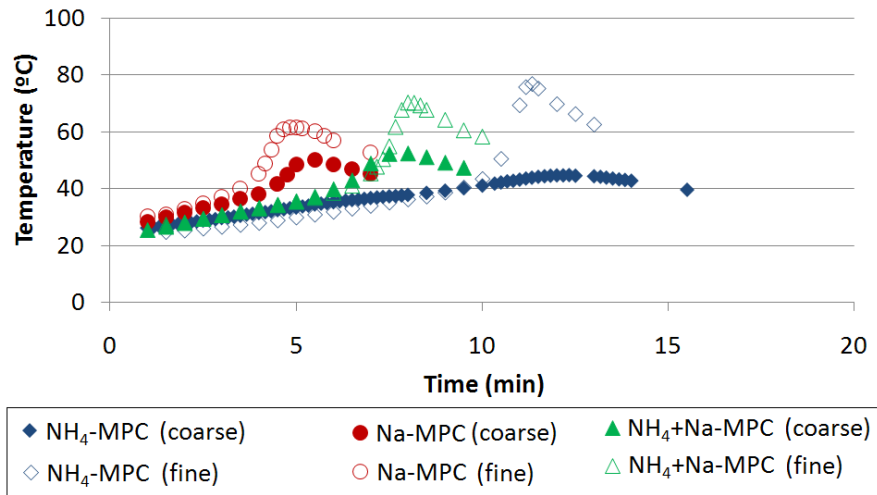 Temperature (ºC)
100
80
60
40
20
0
0 5 10 15 20
Time (min)
NH₄-MPC (coarse) Na-MPC (coarse) NH₄+Na-MPC (coarse)
NH₄-MPC (fine) Na-MPC (fine) NH₄+Na-MPC (fine)